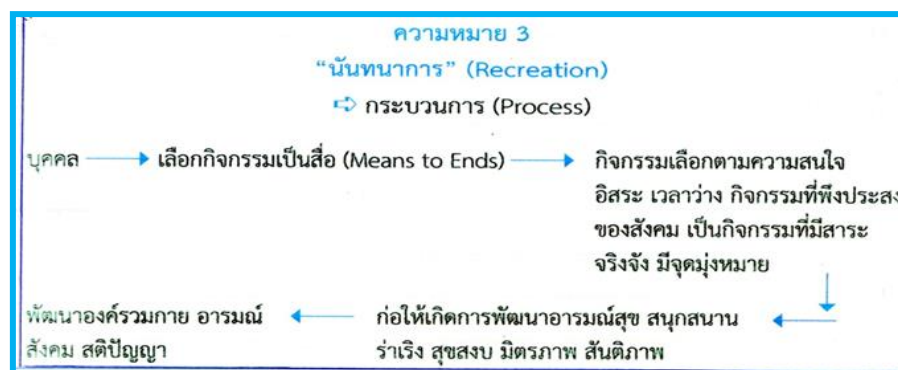 ความหมาย 3
“นันทนาการ” (Recreation)
⇨ กระบวนการ (Process)
บุคคล → เลือกกิจกรรมเป็นสื่อ (Means to Ends) → กิจกรรมเลือกตามความสนใจ
อิสระ เวลาว่าง กิจกรรมที่พึงประสง
ของสังคม เป็นกิจกรรมที่มีสาระ
จริงจัง มีจุดมุ่งหมาย
พัฒนาองค์รวมกาย อารมณ์ ← ก่อให้เกิดการพัฒนาอารมณ์สุข สนุกสนาน ←
สังคม สติปัญญา ร่าเริง สุขสงบ มิตรภาพ สันติภาพ